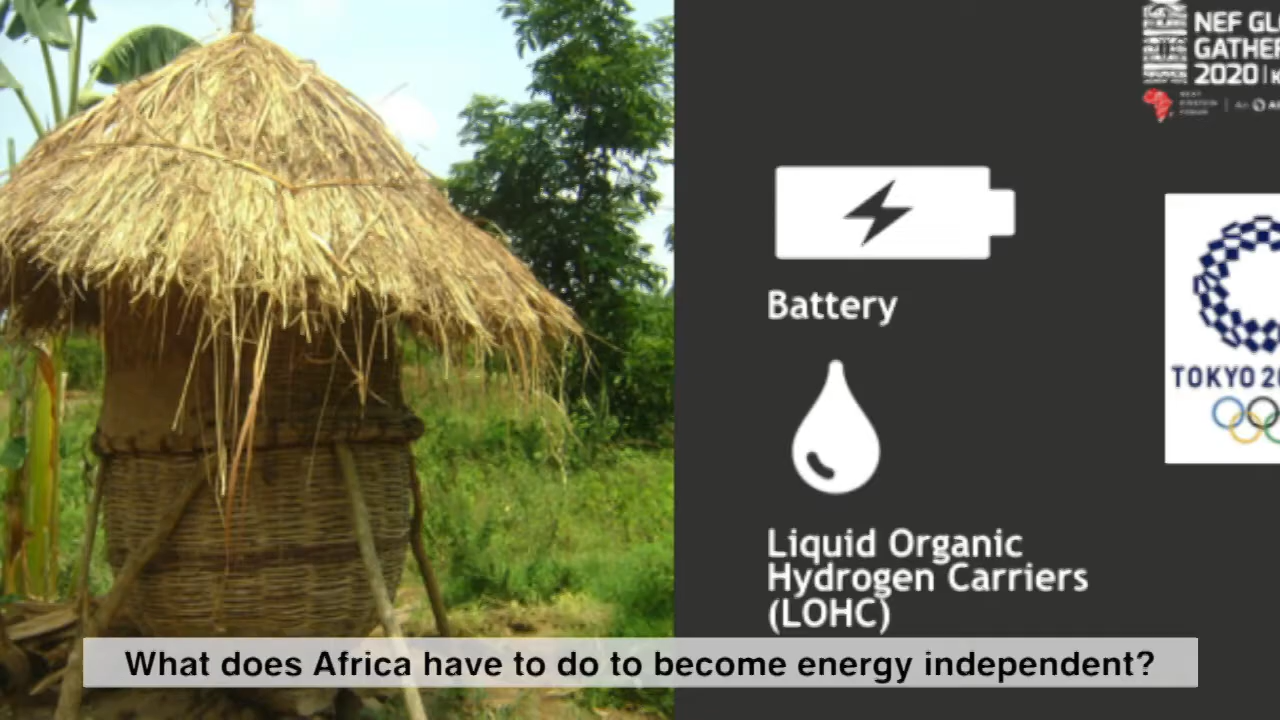 NEF GL
GATHER
2020 | K
Battery
TOKYO 20
Liquid Organic
Hydrogen Carriers
(LOHC)
What does Africa have to do to become energy independent?